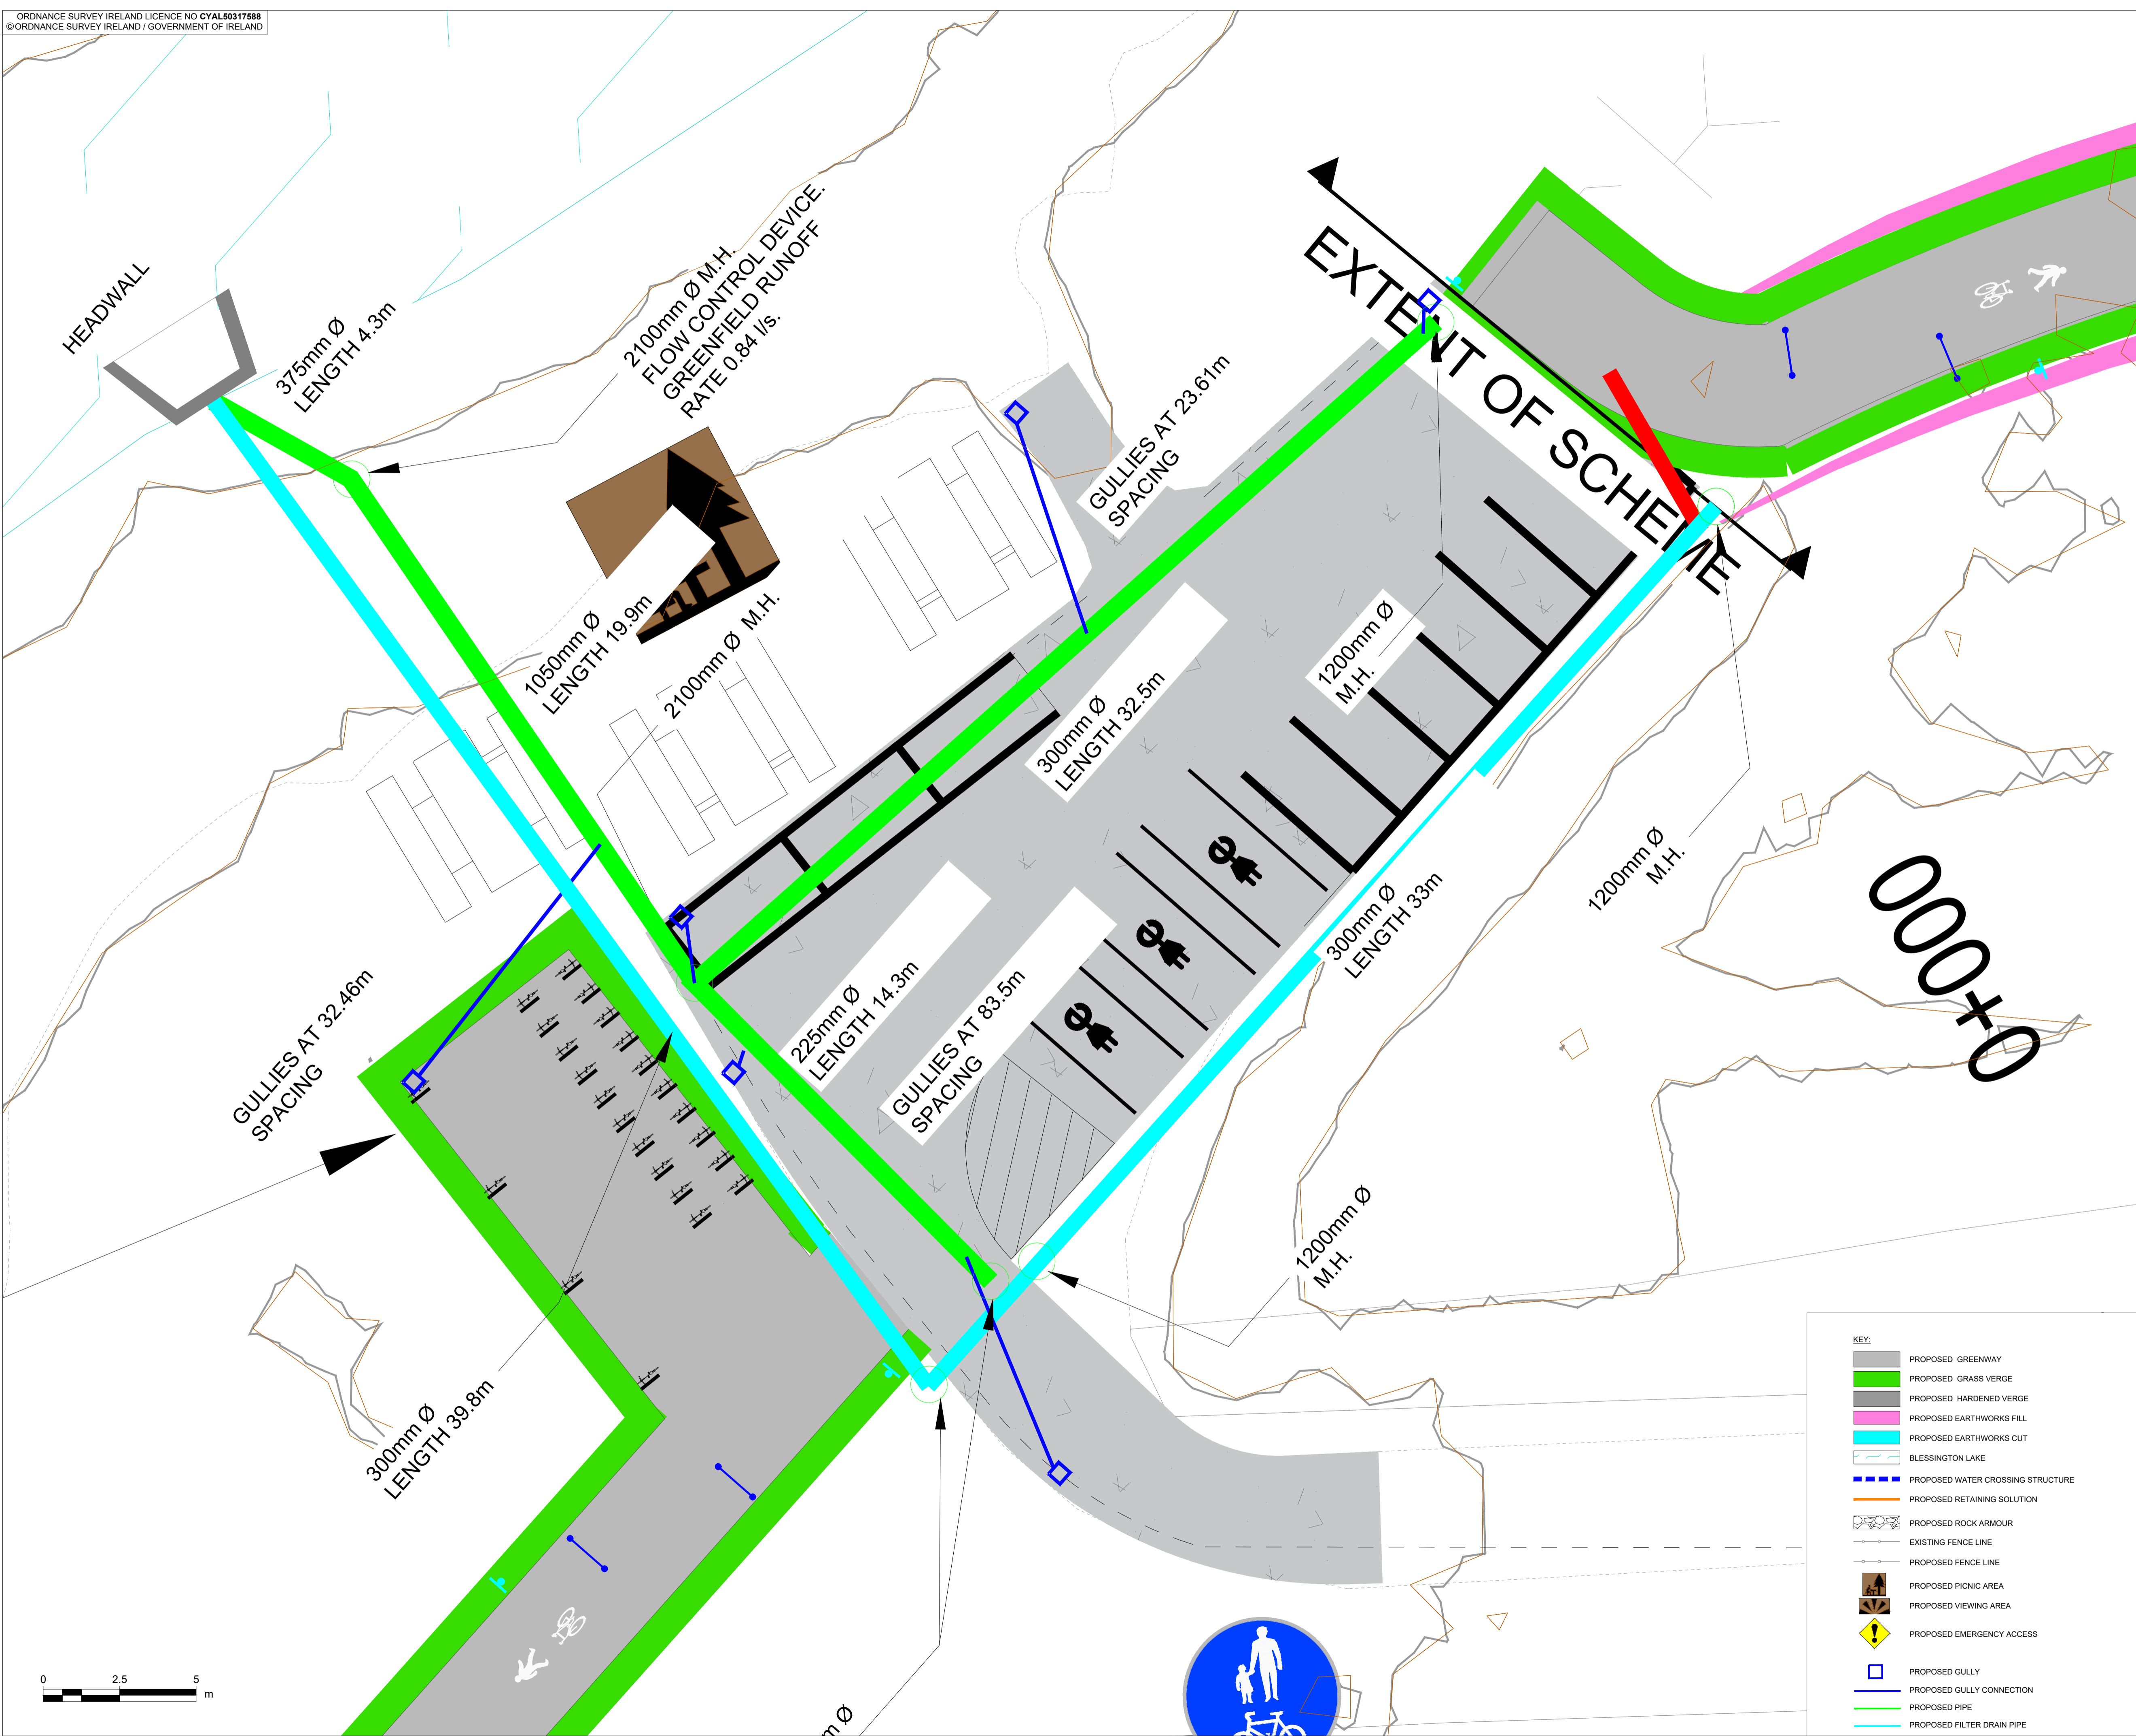 ORDNANCE SURVEY IRELAND LICENCE NO CYAL50317588
©ORDNANCE SURVEY IRELAND / GOVERNMENT OF IRELAND
HEADWALL
375mm Ø
LENGTH 4.3m
2100mm Ø M.H.
FLOW CONTROL DEVICE.
GREENFIELD RUNOFF
RATE 0.84 l/s.
EXTENT OF SCHEME
GULLIES AT 23.61m
SPACING
1050mm Ø
LENGTH 19.9m
2100mm Ø M.H.
300mm Ø
LENGTH 32.5m
1200mm Ø
M.H.
1200mm Ø
M.H.
0+000
300mm Ø
LENGTH 33m
225mm Ø
LENGTH 14.3m
GULLIES AT 83.5m
SPACING
GULLIES AT 32.46m
SPACING
1200mm Ø
M.H.
300mm Ø
LENGTH 39.8m
m Ø
0 2.5 5
m
KEY:
PROPOSED GREENWAY
PROPOSED GRASS VERGE
PROPOSED HARDENED VERGE
PROPOSED EARTHWORKS FILL
PROPOSED EARTHWORKS CUT
BLESSINGTON LAKE
PROPOSED WATER CROSSING STRUCTURE
PROPOSED RETAINING SOLUTION
PROPOSED ROCK ARMOUR
EXISTING FENCE LINE
PROPOSED FENCE LINE
PROPOSED PICNIC AREA
PROPOSED VIEWING AREA
PROPOSED EMERGENCY ACCESS
PROPOSED GULLY
PROPOSED GULLY CONNECTION
PROPOSED PIPE
PROPOSED FILTER DRAIN PIPE